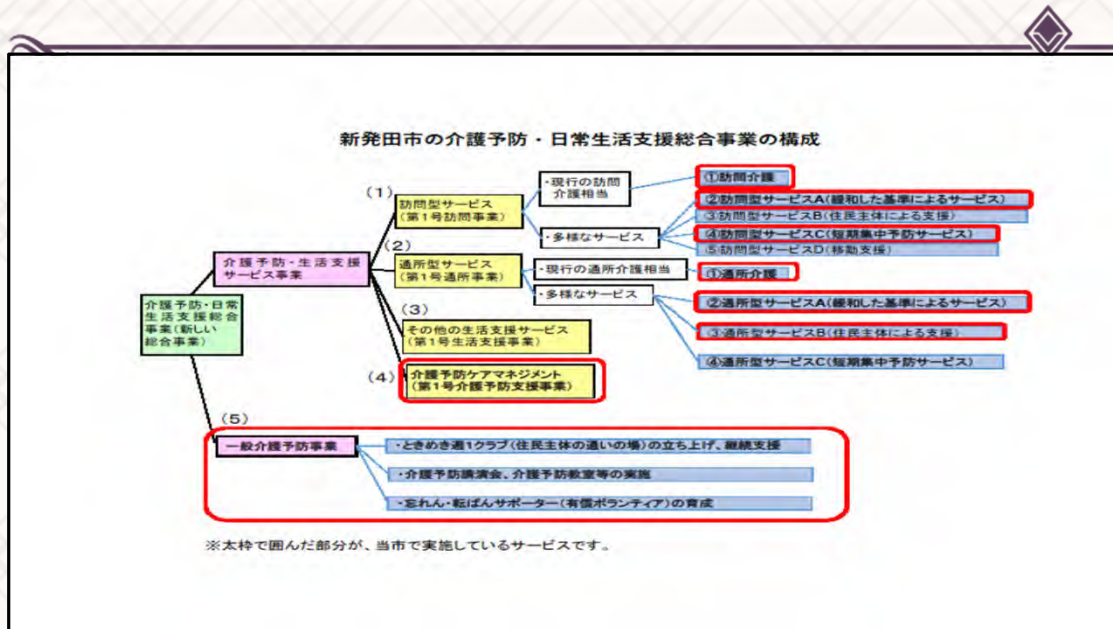 新発田市の介護予防・日常生活支援総合事業の構成
(1)
訪問型サービス
(第1号訪問事業)
・現行の訪問
介護相当
①訪問介護
・多様なサービス
②訪問型サービスA(緩和した基準によるサービス)
③訪問型サービスB(住民主体による支援)
④訪問型サービスC(短期集中予防サービス)
⑤訪問型サービスD(移動支援)
介護予防・生活支援
サービス事業
(2)
通所型サービス
(第1号通所事業)
・現行の通所介護相当
①通所介護
・多様なサービス
②通所型サービスA(緩和した基準によるサービス)
③通所型サービスB(住民主体による支援)
④通所型サービスC(短期集中予防サービス)
介護予防・日常
生活支援総合
事業(新しい
総合事業)
(3)
その他の生活支援サービス
(第1号生活支援事業)
(4)
介護予防ケアマネジメント
(第1号介護予防支援事業)
(5)
一般介護予防事業
・ときめき週1クラブ(住民主体の通いの場)の立ち上げ、継続支援
・介護予防講演会、介護予防教室等の実施
・忘れん・転ばんサポーター(有償ボランティア)の育成
※太枠で囲んだ部分が、当市で実施しているサービスです。